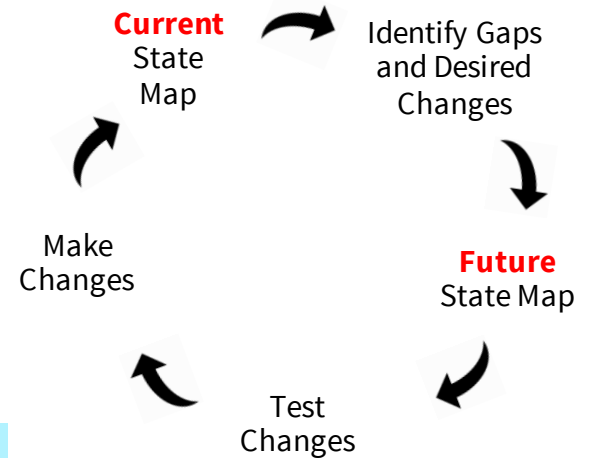 Current
State
Map
Identify Gaps
and Desired
Changes
Future
State Map
Test
Changes
Make
Changes